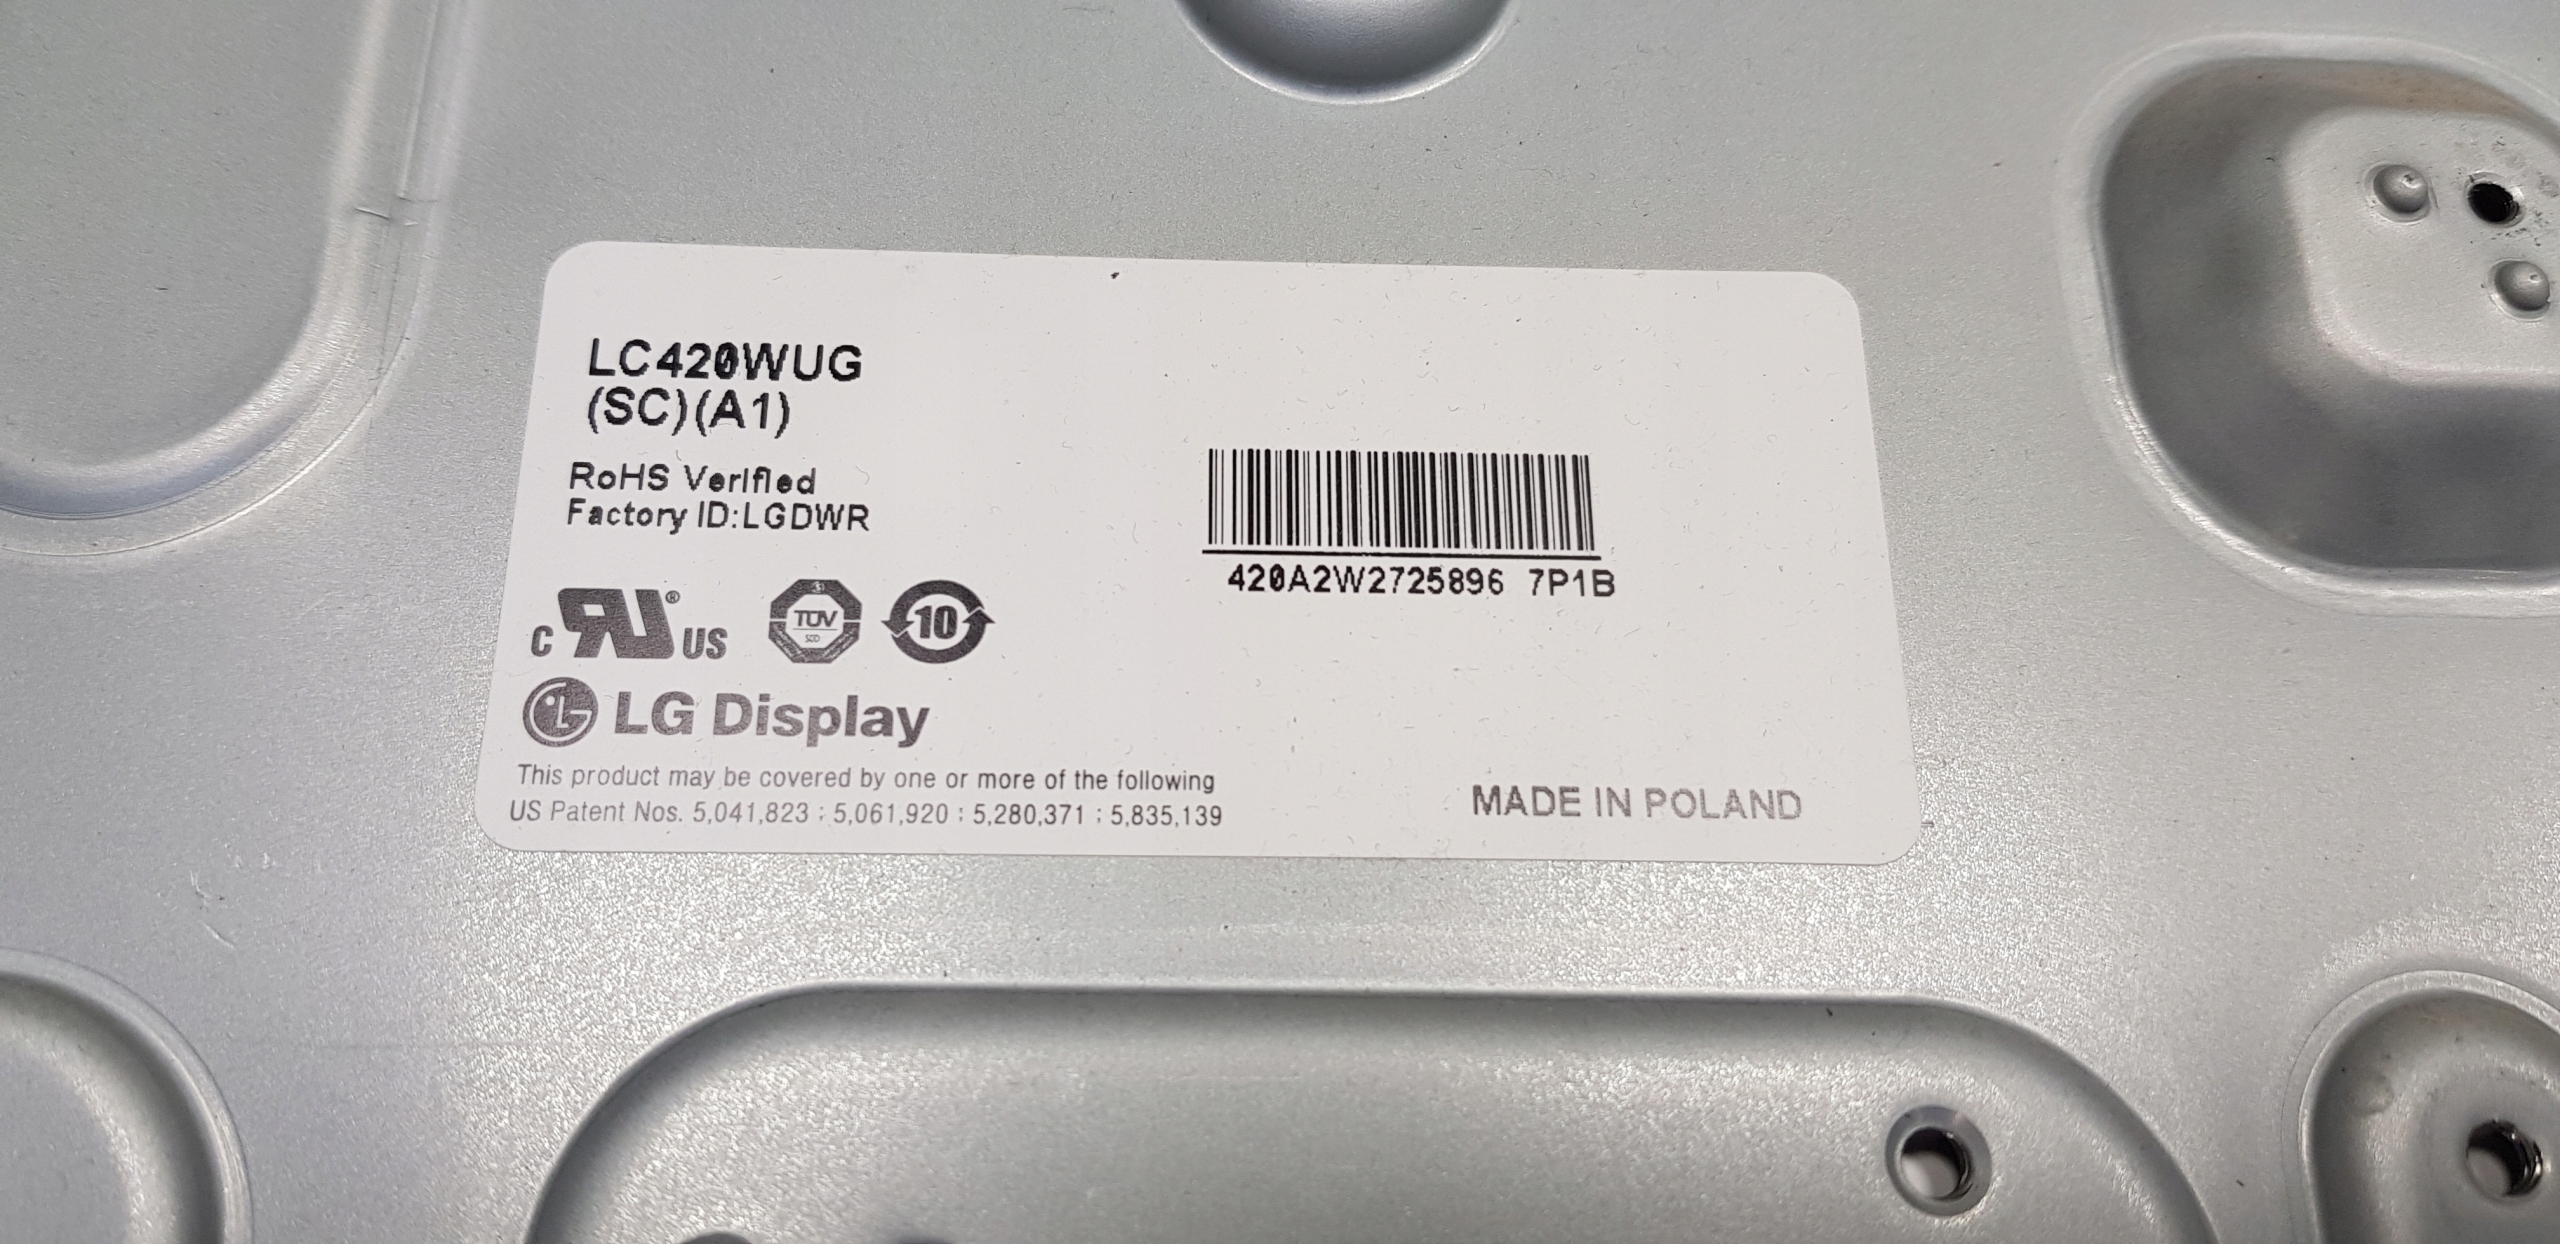 LC420WUG
(SC)(A1)
RoHS Verified
Factory ID:LGDWR
420A2W2725896 7P1B
C RU® US
TÜV
10
LG Display
This product may be covered by one or more of the following
US Patent Nos. 5,041,823 ; 5,061,920 ; 5,280,371 ; 5,835,139
MADE IN POLAND